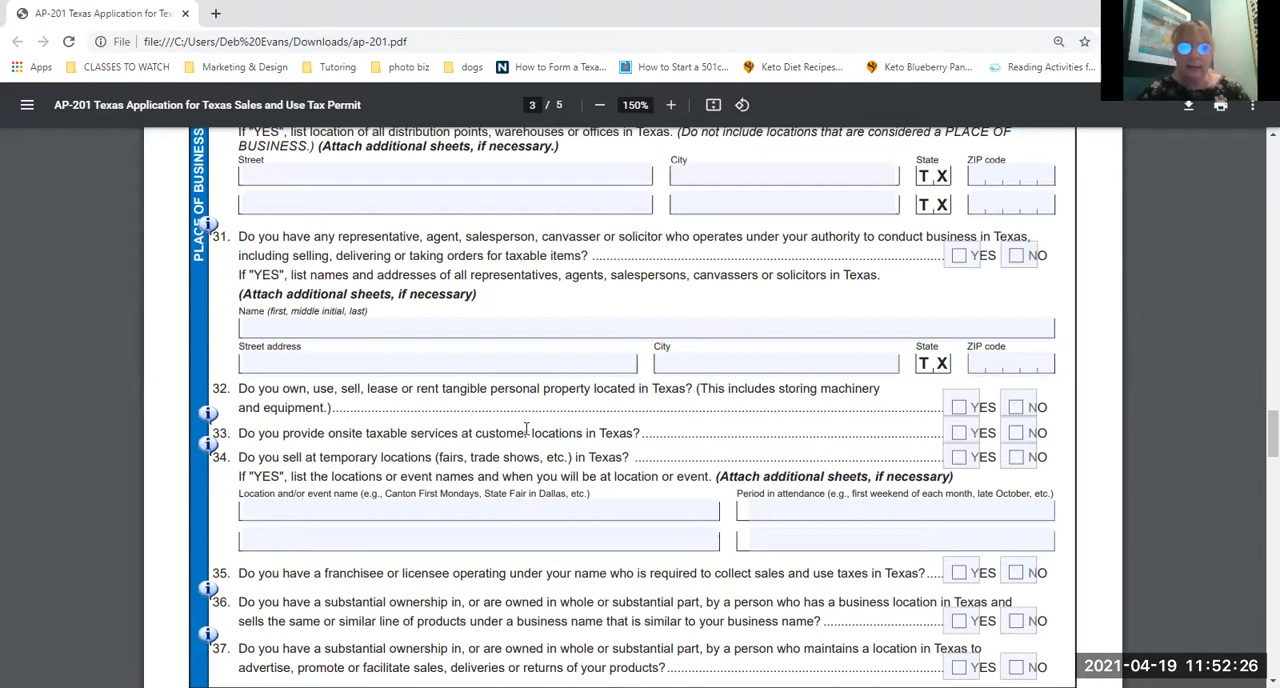 AP-201 Texas Application for Tex
File | file:///C:/Users/Deb%20Evans/Downloads/ap-201.pdf
Apps CLASSES TO WATCH Marketing & Design Tutoring photo biz dogs How to Form a Texa... How to Start a 501c... Keto Diet Recipes... Keto Blueberry Pan... Reading Activities f
AP-201 Texas Application for Texas Sales and Use Tax Permit 3 / 5 150%
If "YES", list location of all distribution points, warehouses or offices in Texas. (Do not include locations that are considered a PLACE OF
BUSINESS.) (Attach additional sheets, if necessary.)
Street City State ZIP code
T X
T X
PLACE OF BUSINESS
31. Do you have any representative, agent, salesperson, canvasser or solicitor who operates under your authority to conduct business in Texas,
including selling, delivering or taking orders for taxable items? YES NO
If "YES", list names and addresses of all representatives, agents, salespersons, canvassers or solicitors in Texas.
(Attach additional sheets, if necessary)
Name (first, middle initial, last)
Street address City State ZIP code
T X
32. Do you own, use, sell, lease or rent tangible personal property located in Texas? (This includes storing machinery
and equipment.) YES NO
33. Do you provide onsite taxable services at customer locations in Texas? YES NO
34. Do you sell at temporary locations (fairs, trade shows, etc.) in Texas? YES NO
If "YES", list the locations or event names and when you will be at location or event. (Attach additional sheets, if necessary)
Location and/or event name (e.g., Canton First Mondays, State Fair in Dallas, etc.) Period in attendance (e.g., first weekend of each month, late October, etc.)
35. Do you have a franchisee or licensee operating under your name who is required to collect sales and use taxes in Texas? YES NO
36. Do you have a substantial ownership in, or are owned in whole or substantial part, by a person who has a business location in Texas and
sells the same or similar line of products under a business name that is similar to your business name? YES NO
37. Do you have a substantial ownership in, or are owned in whole or substantial part, by a person who maintains a location in Texas to
advertise, promote or facilitate sales, deliveries or returns of your products? YES NO
2021-04-19 11:52:26